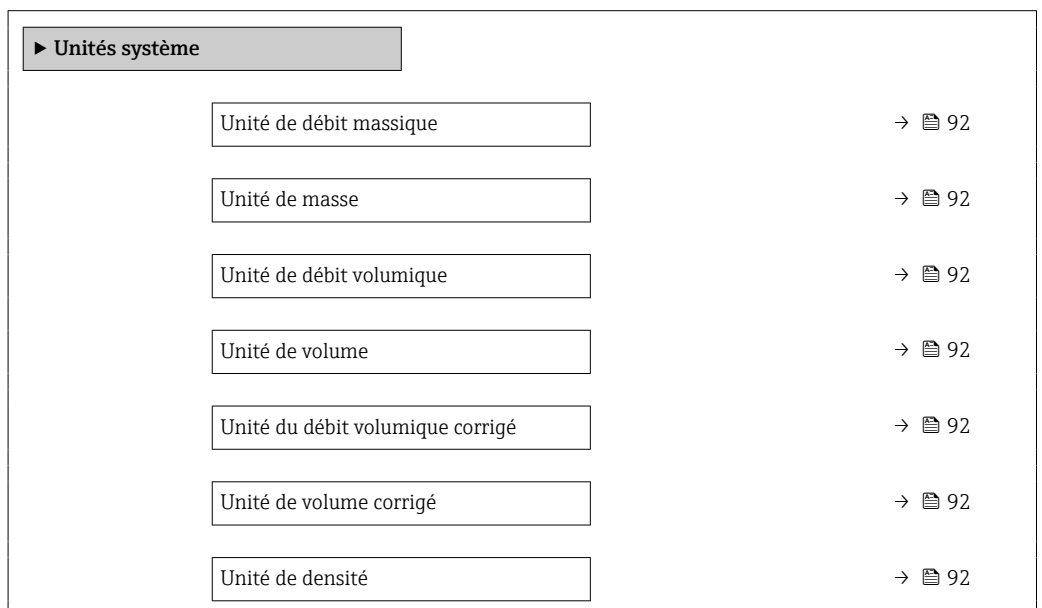 ▶ Unités système
Unité de débit massique → 92
Unité de masse → 92
Unité de débit volumique → 92
Unité de volume → 92
Unité du débit volumique corrigé → 92
Unité de volume corrigé → 92
Unité de densité → 92